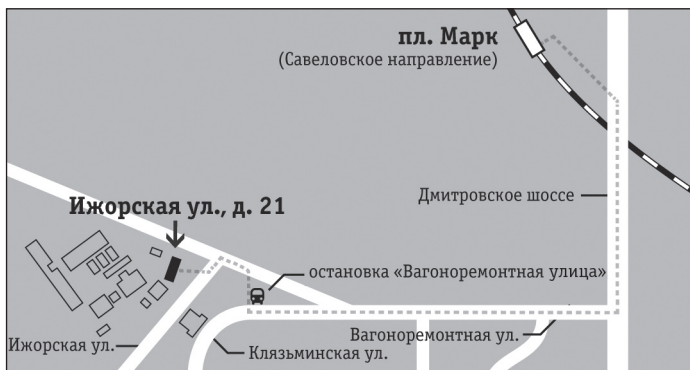 пл. Марк
(Савеловское направление)
Дмитровское шоссе
Ижорская ул., д. 21
остановка «Вагоноремонтная улица»
Вагоноремонтная ул.
Ижорская ул.
Клязьминская ул.